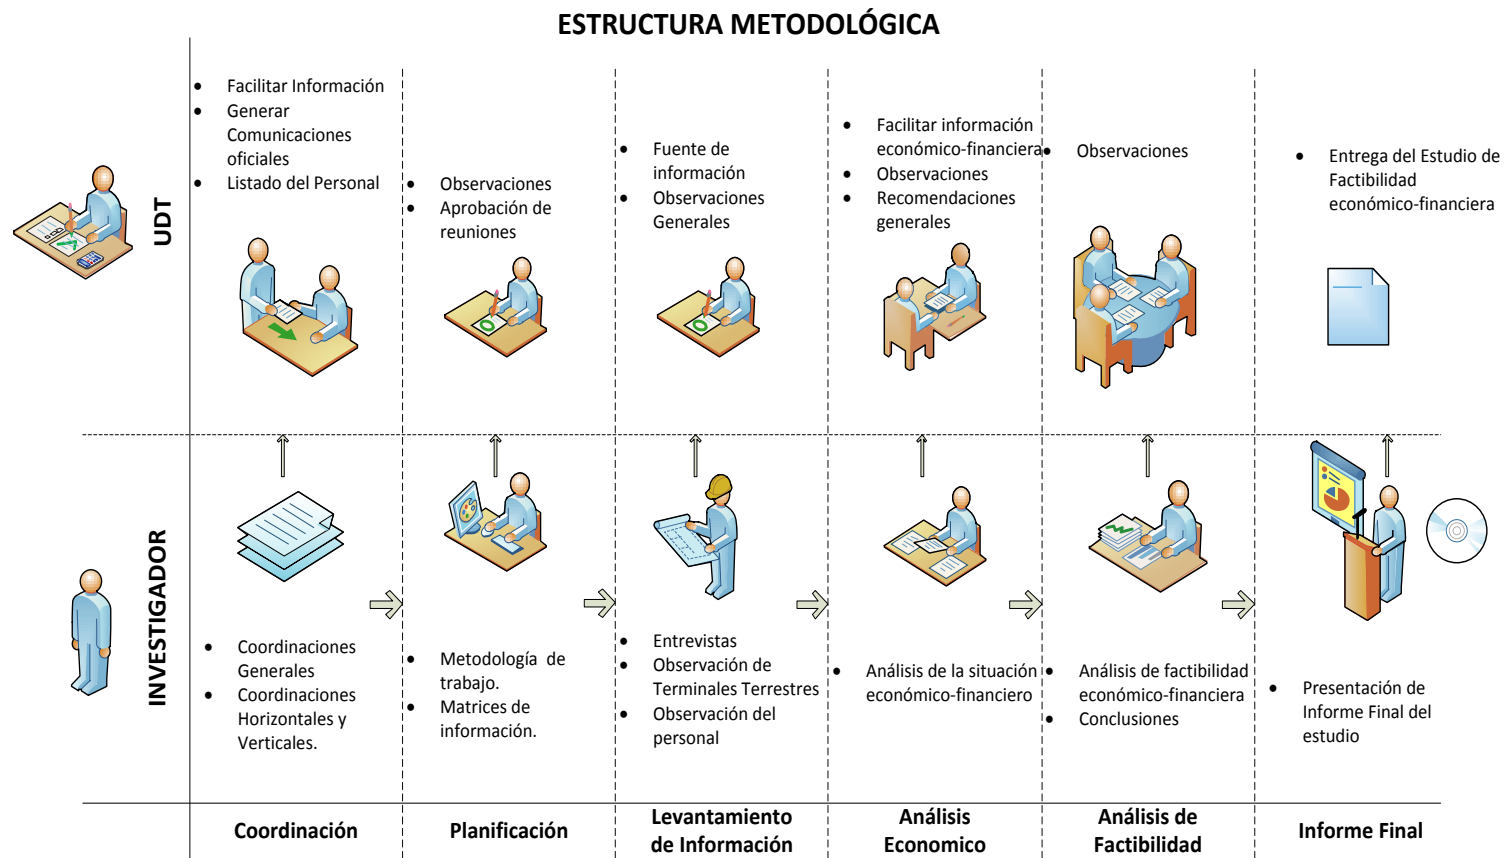 ESTRUCTURA METODOLÓGICA
UDT
• Facilitar Información
• Generar
Comunicaciones
oficiales
• Listado del Personal
• Observaciones
• Aprobación de
reuniones
• Fuente de
información
• Observaciones
Generales
• Facilitar información
económico-financiera
• Observaciones
• Recomendaciones
generales
• Observaciones
• Entrega del Estudio de
Factibilidad
económico-financiera
INVESTIGADOR
• Coordinaciones
Generales
• Coordinaciones
Horizontales y
Verticales.
• Metodología de
trabajo.
• Matrices de
información.
• Entrevistas
• Observación de
Terminales Terrestres
• Observación del
personal
• Análisis de la situación
económico-financiero
• Análisis de factibilidad
económico-financiera
• Conclusiones
• Presentación de
Informe Final del
estudio
Coordinación
Planificación
Levantamiento
de Información
Análisis
Economico
Análisis de
Factibilidad
Informe Final